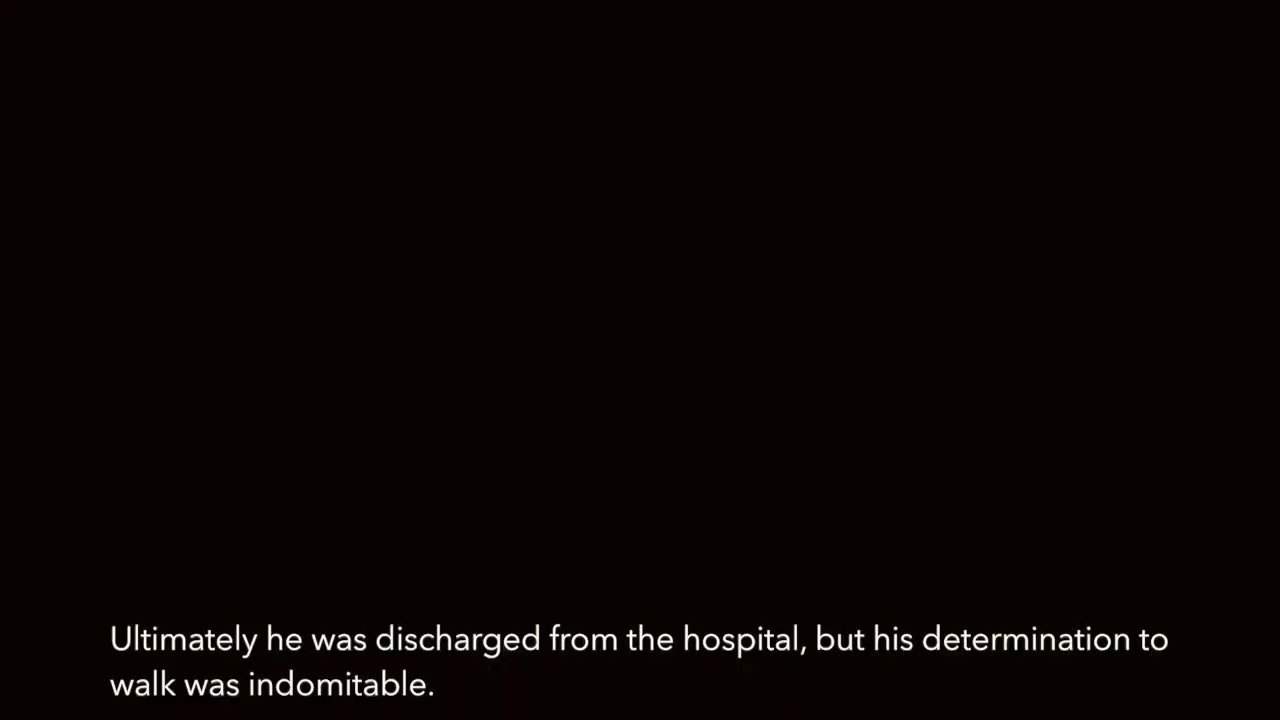 Ultimately he was discharged from the hospital, but his determination to
walk was indomitable.